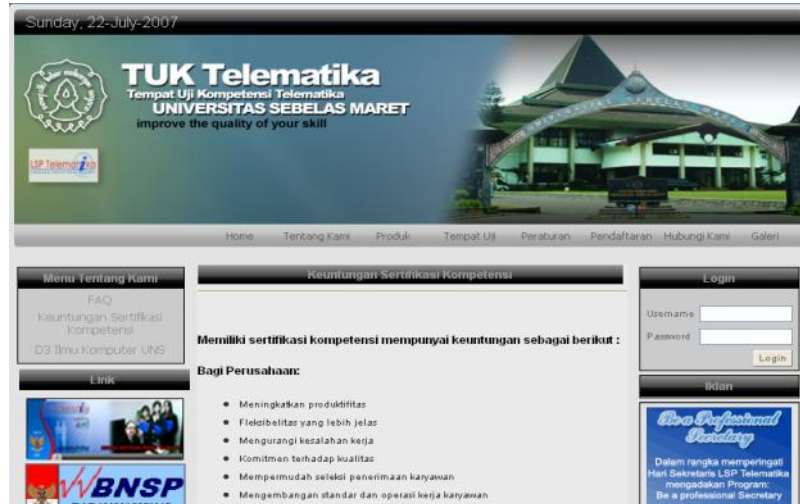 Sunday, 22-July-2007
TUK Telematika
Tempat Uji Kompetensi Telematika
UNIVERSITAS SEBELAS MARET
improve the quality of your skill
LSP Telematika
UNIVERSITAS SEBELAS MARET
Home Tentang Kami Produk Tempat Uji Peraturan Pendaftaran Hubungi Kami Galeri
Menu Tentang Kami
FAQ
Keuntungan Sertifikasi
Kompetensi
D3 Ilmu Komputer UNS
Link
BNSP
Keuntungan Sertifikasi Kompetensi
Memiliki sertifikasi kompetensi mempunyai keuntungan sebagai berikut :
Bagi Perusahaan:
Meningkatkan produktifitas
Fleksibelitas yang lebih jelas
Mengurangi kesalahan kerja
Komitmen terhadap kualitas
Mempermudah seleksi penerimaan karyawan
Mengembangan standar dan operasi kerja karyawan
Login
Username
Password
Login
Iklan
Be a Professional
Secretary
Dalam rangka memperingati
Hari Sekretaris LSP Telematika
mengadakan Program:
Be a professional Secretary